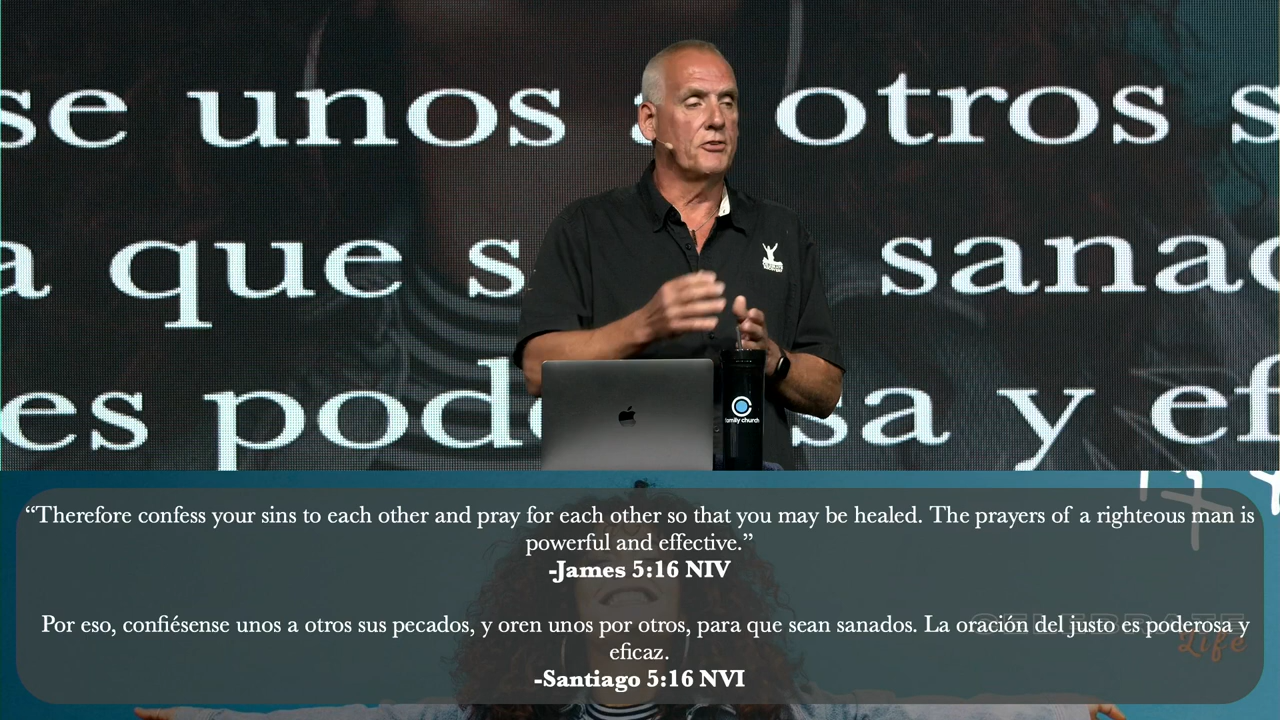 se unos a otros s
a que s sanad
es pod sa y ef
family church
“Therefore confess your sins to each other and pray for each other so that you may be healed. The prayers of a righteous man is
powerful and effective.”
-James 5:16 NIV
Por eso, confiésense unos a otros sus pecados, y oren unos por otros, para que sean sanados. La oración del justo es poderosa y
eficaz.
-Santiago 5:16 NVI
CELEBRATE
Life